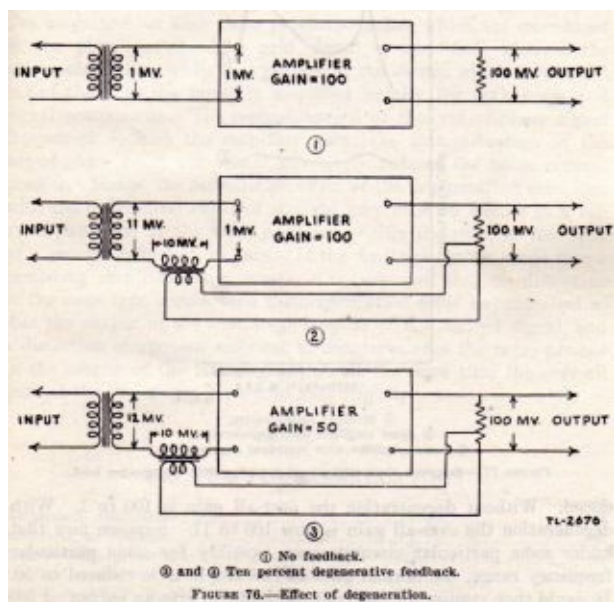 INPUT
1 MV.
1 MV.
AMPLIFIER
GAIN=100
100 MV.
OUTPUT
①
INPUT
11 MV.
10 MV.
1 MV.
AMPLIFIER
GAIN=100
100 MV.
OUTPUT
②
INPUT
12 MV.
10 MV.
AMPLIFIER
GAIN=50
100 MV.
OUTPUT
TL-2676
③
① No feedback.
② and ③ Ten percent degenerative feedback.
FIGURE 76.—Effect of degeneration.